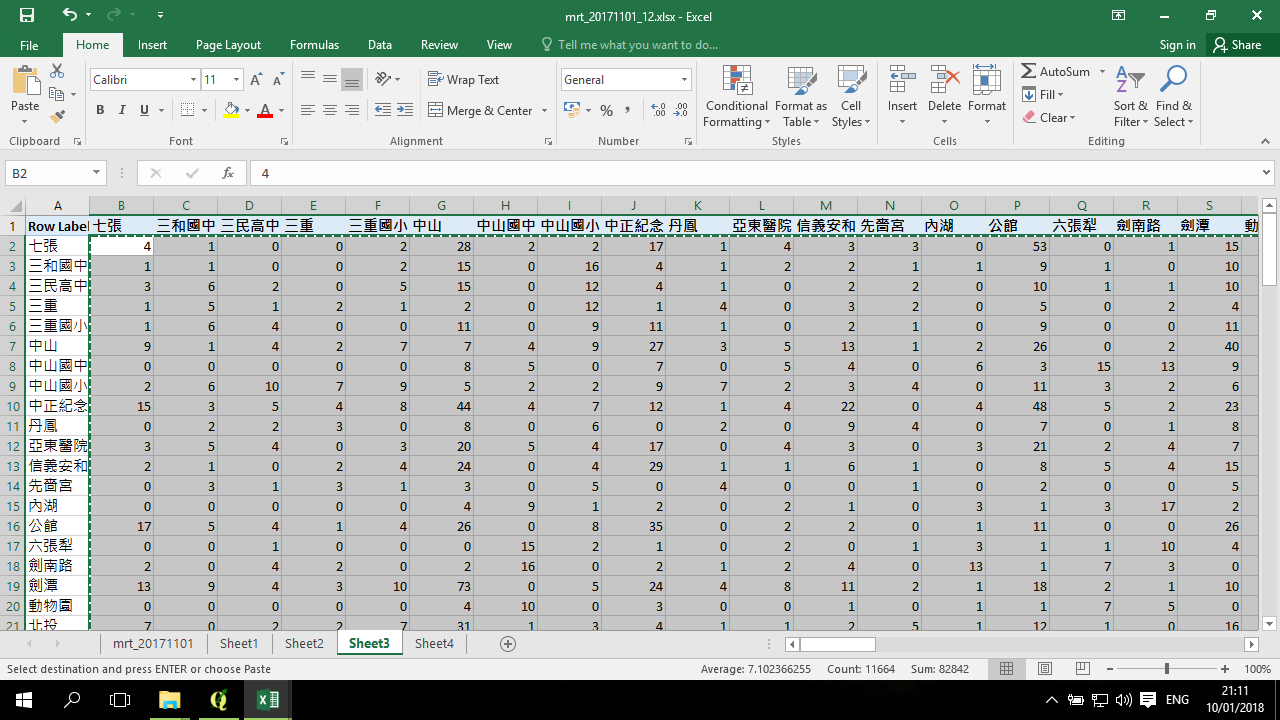 mrt_20171101_12.xlsx - Excel
File Home Insert Page Layout Formulas Data Review View Tell me what you want to do... Sign in Share
Calibri 11 Wrap Text General AutoSum
Paste Conditional Format as Cell Insert Delete Format Fill Sort & Find &
B I U A Merge & Center % , Formatting Table Styles Clear Filter Select
Clipboard Font Alignment Number Styles Cells Editing
B2 fx 4
A B C D E F G H I J K L M N O P Q R S
1 Row Label 七張 三和國中 三民高中 三重 三重國小 中山 中山國中 中山國小 中正紀念 丹鳳 亞東醫院 信義安和 先嗇宮 內湖 公館 六張犁 劍南路 劍潭 動
2 七張 4 1 0 0 2 28 2 2 17 1 4 3 3 0 53 0 1 15
3 三和國中 1 1 0 0 2 15 0 16 4 1 2 2 1 1 9 1 0 10
4 三民高中 3 6 2 0 5 15 0 12 4 1 0 2 2 0 10 1 1 10
5 三重 1 5 1 2 1 2 0 12 1 4 0 3 2 0 5 0 2 4
6 三重國小 1 6 4 0 0 11 0 9 11 1 0 2 1 0 9 0 0 11
7 中山 9 1 4 2 7 7 4 9 27 3 5 13 1 2 26 0 2 40
8 中山國中 0 0 0 0 0 8 5 0 7 0 5 4 0 6 3 15 13 9
9 中山國小 2 6 10 7 9 5 2 2 9 7 2 3 4 0 11 3 2 6
10 中正紀念 15 3 5 4 8 44 4 7 12 1 4 22 0 4 48 5 2 23
11 丹鳳 0 2 2 3 0 8 0 6 0 2 0 9 4 0 7 0 1 8
12 亞東醫院 3 5 4 0 3 20 5 4 17 0 4 3 0 3 21 2 4 7
13 信義安和 2 1 0 2 4 24 0 4 29 1 1 6 1 0 8 5 4 15
14 先嗇宮 0 3 1 3 1 3 0 5 0 4 0 0 1 0 2 0 0 5
15 內湖 0 0 0 0 0 4 9 1 2 0 2 1 0 3 1 3 17 2
16 公館 17 5 4 1 4 26 0 8 35 0 2 2 0 1 11 0 0 26
17 六張犁 0 0 1 0 0 0 15 2 1 0 2 0 1 3 1 1 10 4
18 劍南路 2 0 4 2 0 2 16 0 2 1 2 4 0 13 1 7 3 0
19 劍潭 13 9 4 3 10 73 0 5 24 4 8 11 2 1 18 2 1 10
20 動物園 0 0 0 0 0 4 10 0 3 0 0 1 0 1 1 7 5 0
21 北投 7 0 2 2 7 31 1 3 4 1 1 2 5 1 12 1 0 16
mrt_20171101 Sheet1 Sheet2 Sheet3 Sheet4
Select destination and press ENTER or choose Paste Average: 7.102366255 Count: 11664 Sum: 82842 100%
ENG 21:11
10/01/2018